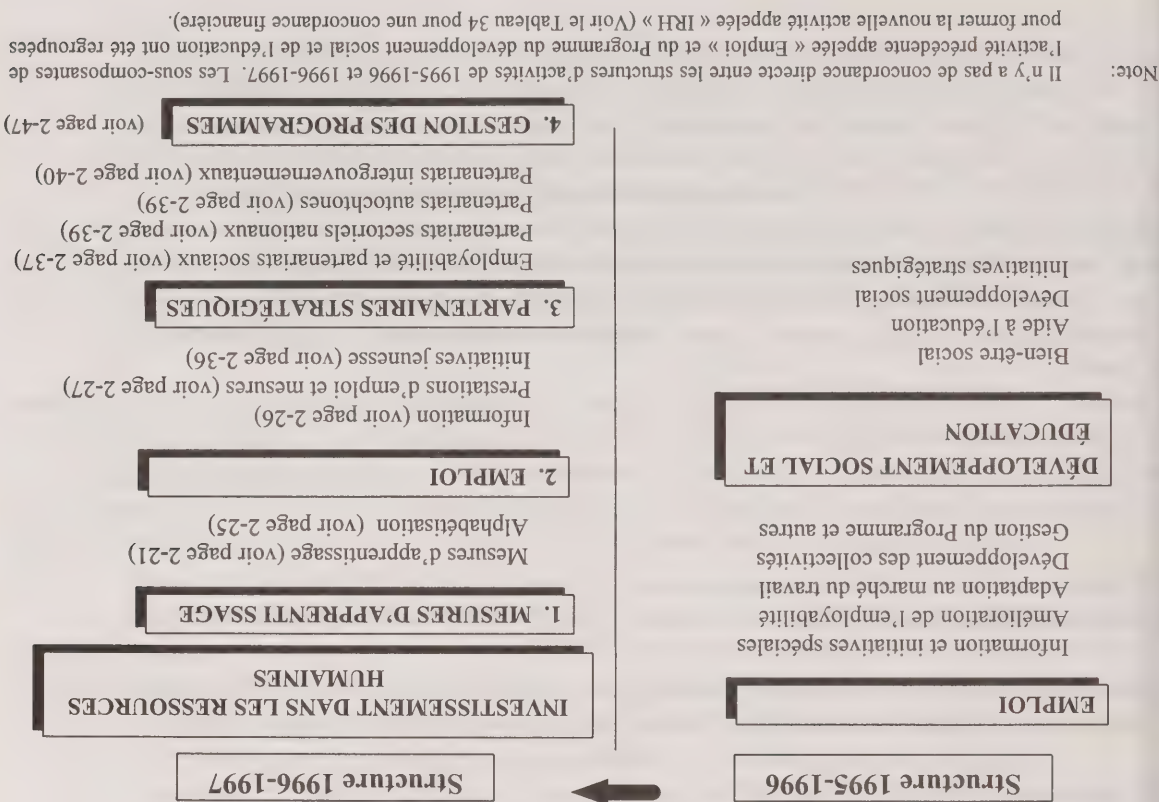 Structure 1995-1996
EMPLOI
Information et initiatives spéciales
Amélioration de l'employabilité
Adaptation au marché du travail
Développement des collectivités
Gestion du Programme et autres
DÉVELOPPEMENT SOCIAL ET
ÉDUCATION
Bien-être social
Aide à l'éducation
Développement social
Initiatives stratégiques
Structure 1996-1997
INVESTISSEMENT DANS LES RESSOURCES
HUMAINES
1. MESURES D'APPRENTI SSAGE
Mesures d'apprentissage (voir page 2-21)
Alphabétisation (voir page 2-25)
2. EMPLOI
Information (voir page 2-26)
Prestations d'emploi et mesures (voir page 2-27)
Initiatives jeunesse (voir page 2-36)
3. PARTENAIRES STRATÉGIQUES
Employabilité et partenariats sociaux (voir page 2-37)
Partenariats sectoriels nationaux (voir page 2-39)
Partenariats autochtones (voir page 2-39)
Partenariats intergouvernementaux (voir page 2-40)
4. GESTION DES PROGRAMMES (voir page 2-47)
Note: Il n'y a pas de concordance directe entre les structures d'activités de 1995-1996 et 1996-1997. Les sous-composantes de
l'activité précédente appelée « Emploi » et du Programme du développement social et de l'éducation ont été regroupées
pour former la nouvelle activité appelée « IRH » (Voir le Tableau 34 pour une concordance financière).